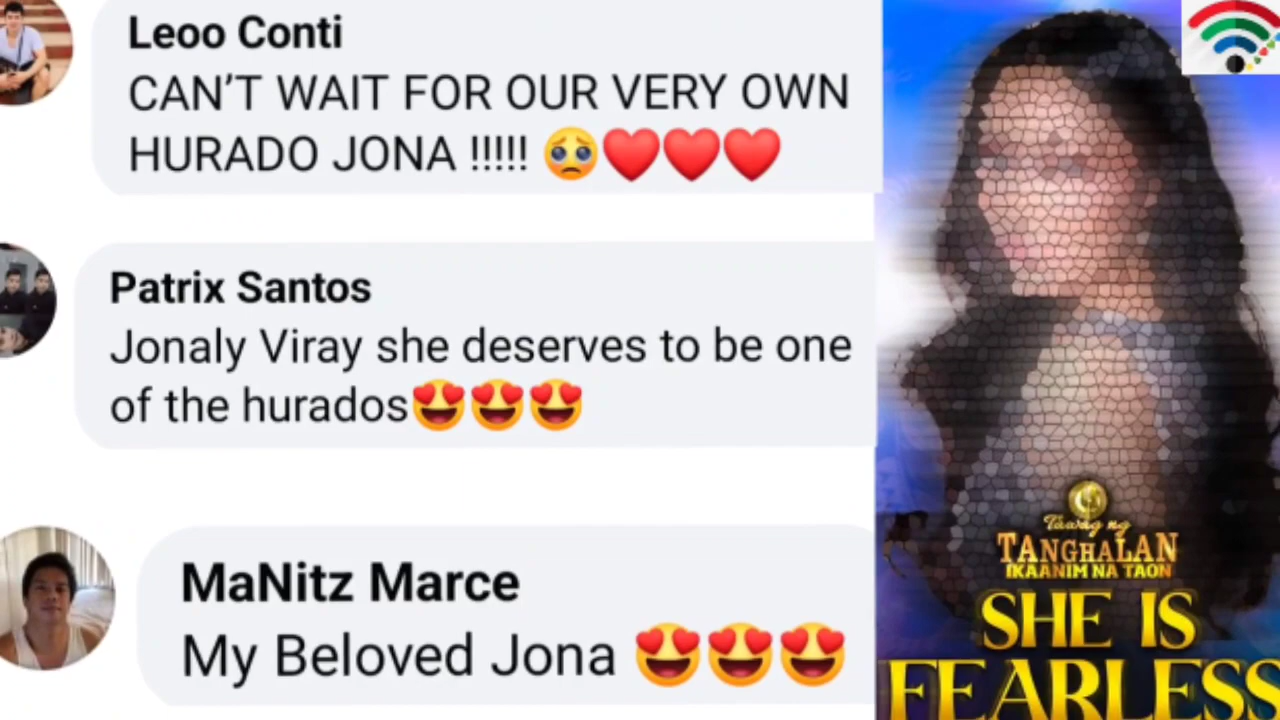 Leoo Conti
CAN'T WAIT FOR OUR VERY OWN
HURADO JONA !!!!! 🥹❤️❤️❤️
Patrix Santos
Jonaly Viray she deserves to be one
of the hurados😍😍😍
MaNitz Marce
My Beloved Jona 😍😍😍
Tawag ng
TANGHALAN
IKAANIM NA TAON
SHE IS
FEARLESS